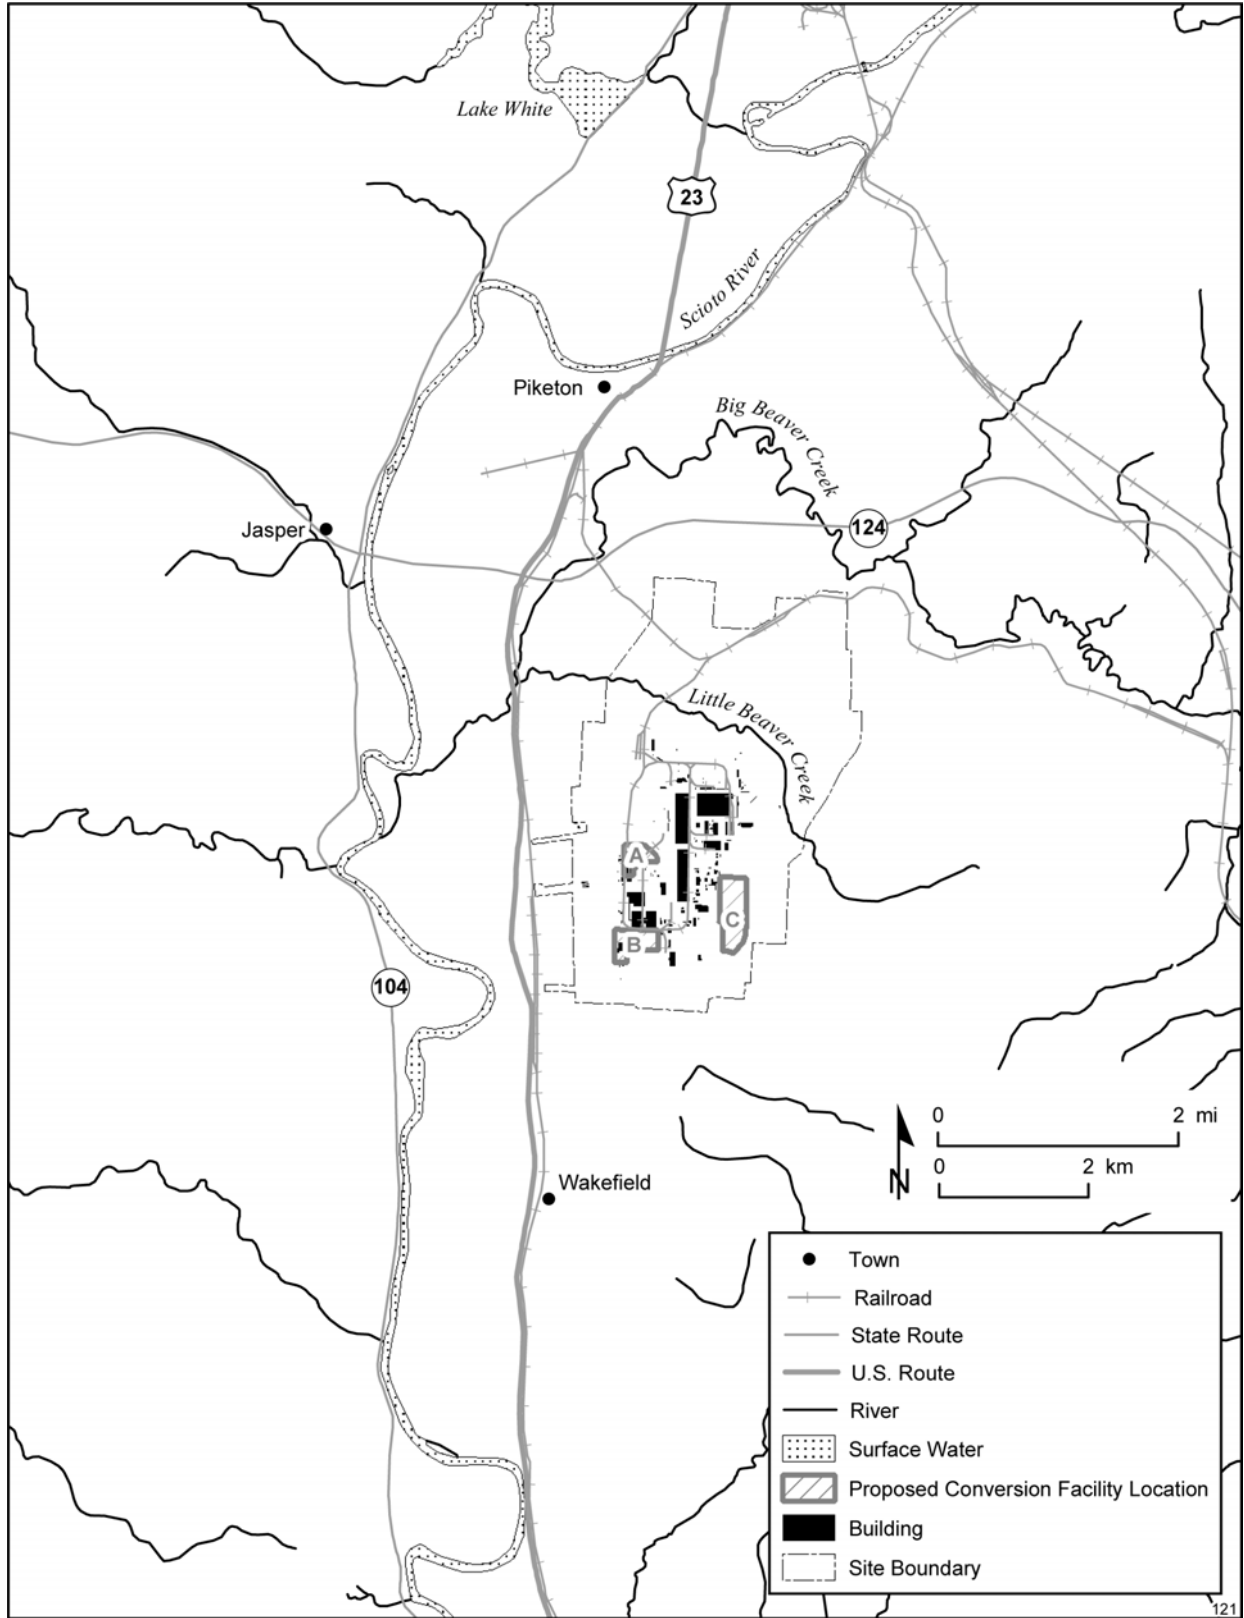 Lake White
23
Scioto River
Piketon
Big Beaver Creek
Jasper
124
Little Beaver Creek
A
B
C
104
0 2 mi
0 2 km
N
Wakefield
Town
Railroad
State Route
U.S. Route
River
Surface Water
Proposed Conversion Facility Location
Building
Site Boundary
121